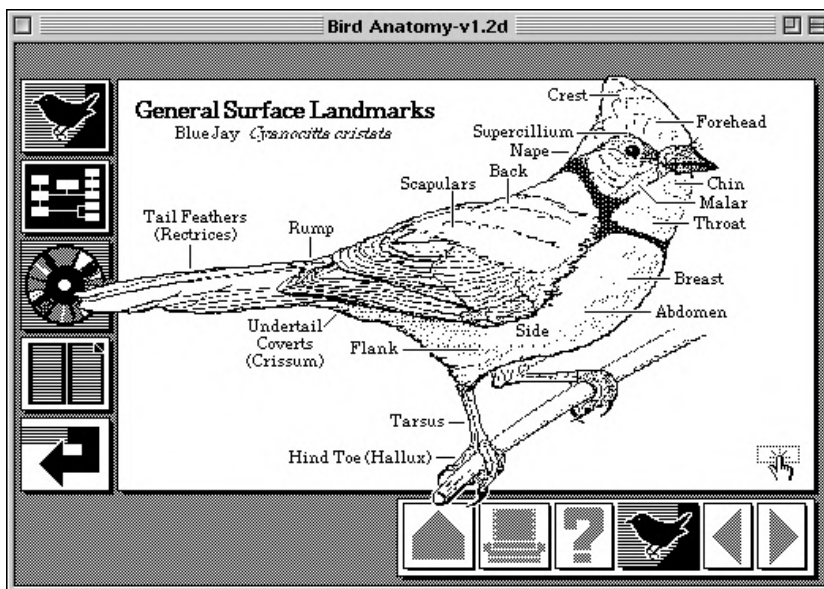 Bird Anatomy-v1.2d
General Surface Landmarks
Blue Jay Cyanocitta cristata
Crest
Forehead
Supercillium
Nape
Back
Scapulars
Chin
Malar
Throat
Tail Feathers
(Rectrices)
Rump
Breast
Abdomen
Undertail
Coverts
(Crissum)
Side
Flank
Tarsus
Hind Toe (Hallux)
?